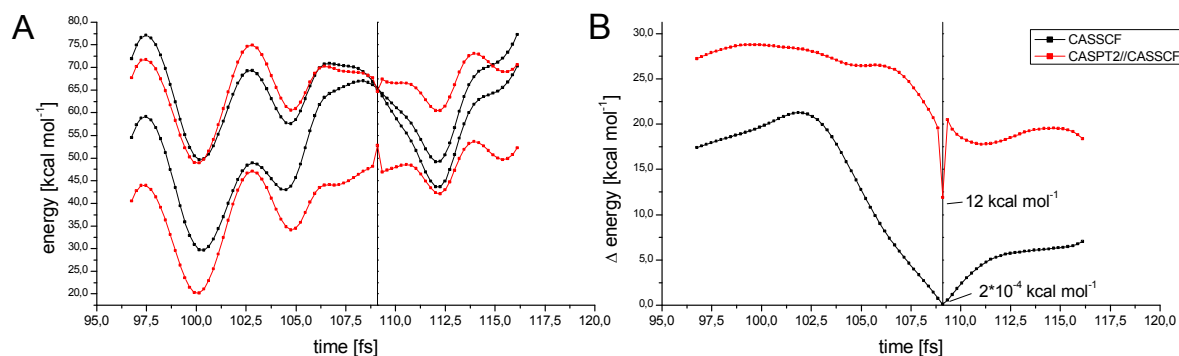 A
80,0
75,0
70,0
65,0
60,0
55,0
50,0
45,0
40,0
35,0
30,0
25,0
20,0
energy [kcal mol⁻¹]
95,0 97,5 100,0 102,5 105,0 107,5 110,0 112,5 115,0 117,5 120,0
time [fs]
B
30,0
25,0
20,0
15,0
10,0
5,0
0,0
Δ energy [kcal mol⁻¹]
CASSCF
CASPT2//CASSCF
12 kcal mol⁻¹
2*10⁻⁴ kcal mol⁻¹
95,0 97,5 100,0 102,5 105,0 107,5 110,0 112,5 115,0 117,5 120,0
time [fs]